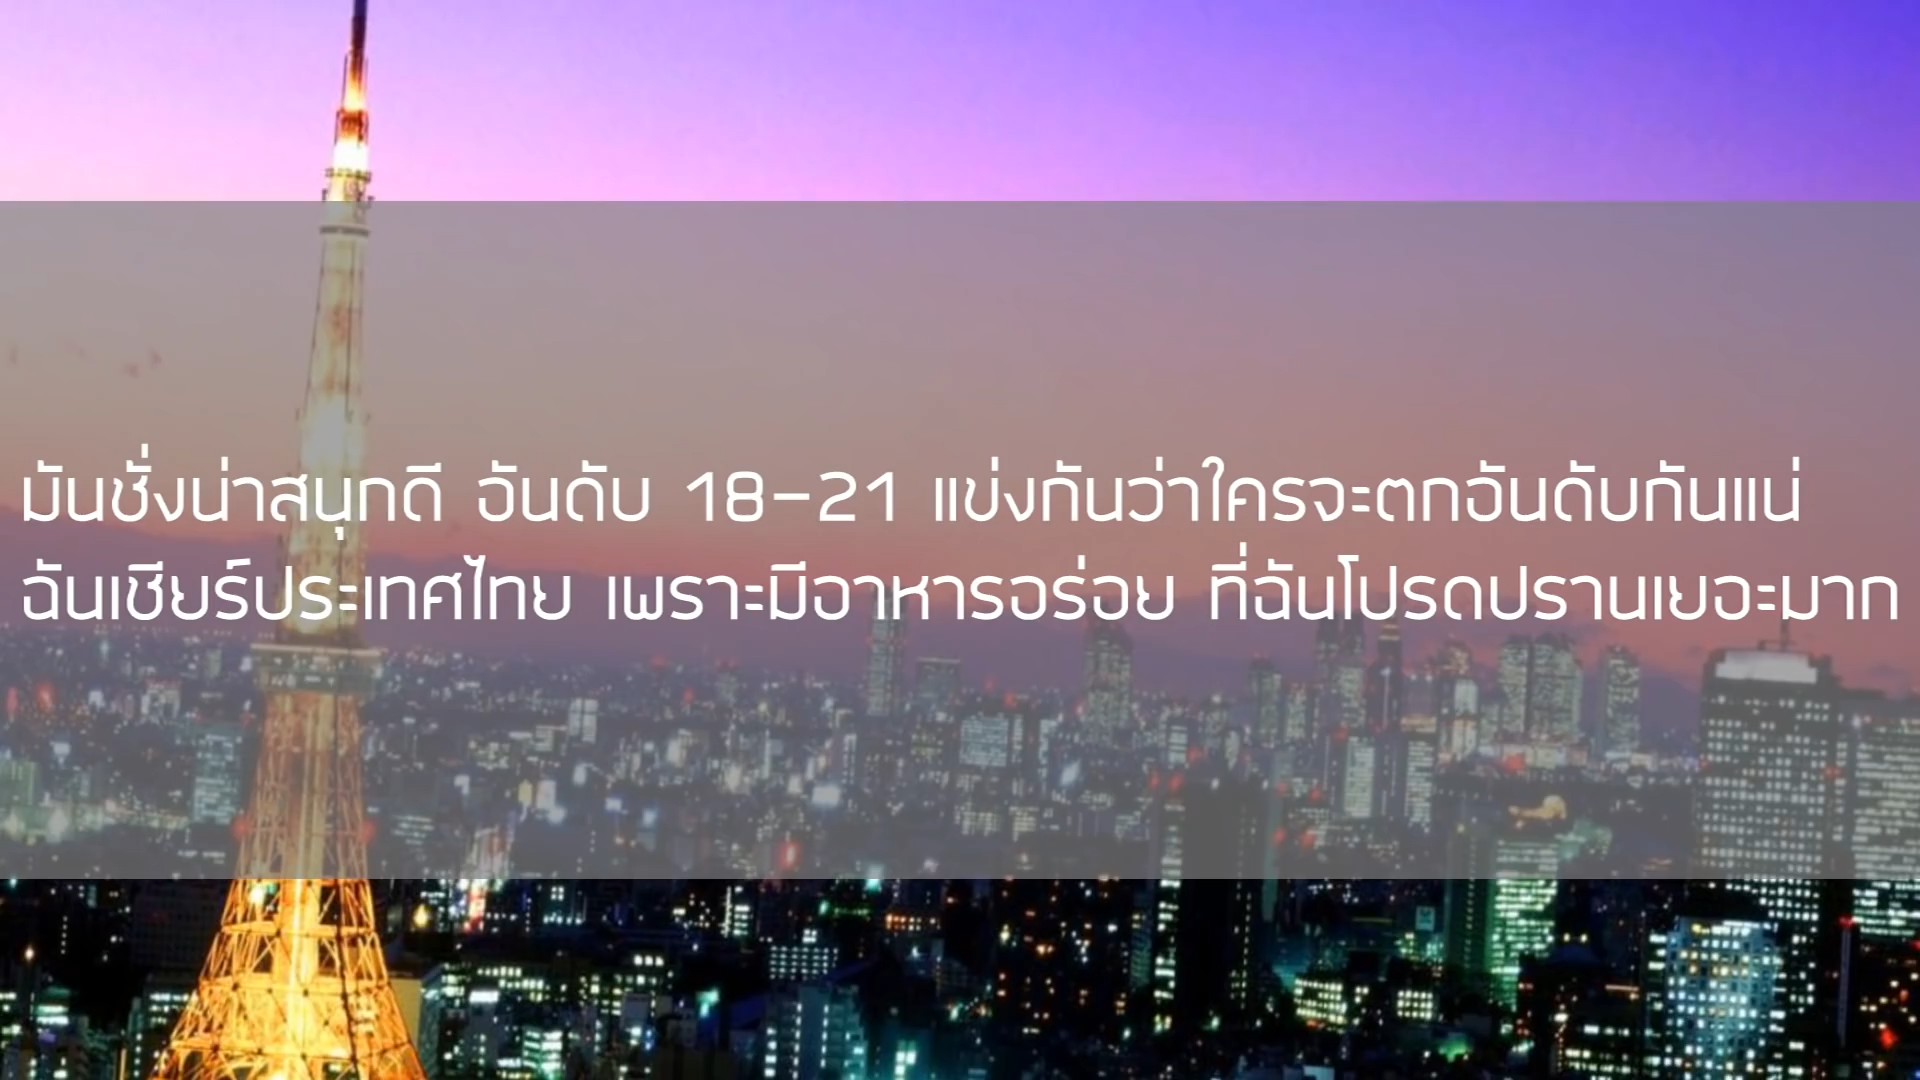 มันชั่งน่าสนุกดี อันดับ 18-21 แข่งกันว่าใครจะตกอันดับกันแน่
ฉันเชียร์ประเทศไทย เพราะมีอาหารอร่อย ที่ฉันโปรดปรานเยอะมาก